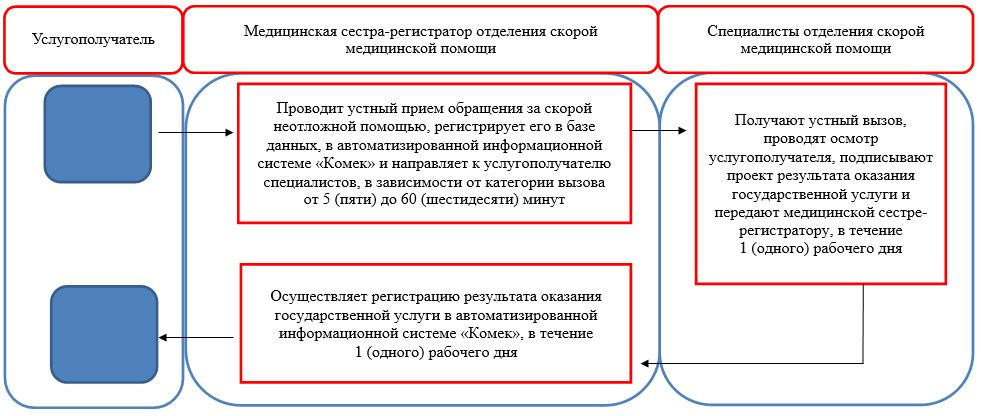 Услугополучатель
Медицинская сестра-регистратор отделения скорой
медицинской помощи
Специалисты отделения скорой
медицинской помощи
Проводит устный прием обращения за скорой
неотложной помощью, регистрирует его в базе
данных, в автоматизированной информационной
системе «Комек» и направляет к услугополучателю
специалистов, в зависимости от категории вызова
от 5 (пяти) до 60 (шестидесяти) минут
Получают устный вызов,
проводят осмотр
услугополучателя, подписывают
проект результата оказания
государственной услуги и
передают медицинской сестре-
регистратору, в течение
1 (одного) рабочего дня
Осуществляет регистрацию результата оказания
государственной услуги в автоматизированной
информационной системе «Комек», в течение
1 (одного) рабочего дня